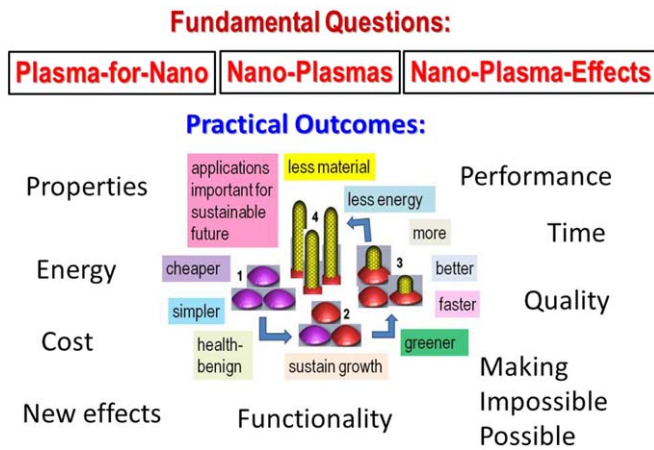 Fundamental Questions:
Plasma-for-Nano
Nano-Plasmas
Nano-Plasma-Effects
Practical Outcomes:
Properties
Energy
Cost
New effects
applications
important for
sustainable
future
less material
less energy
more
better
faster
greener
cheaper
simpler
health-
benign
sustain growth
1
2
3
4
Functionality
Performance
Time
Quality
Making
Impossible
Possible